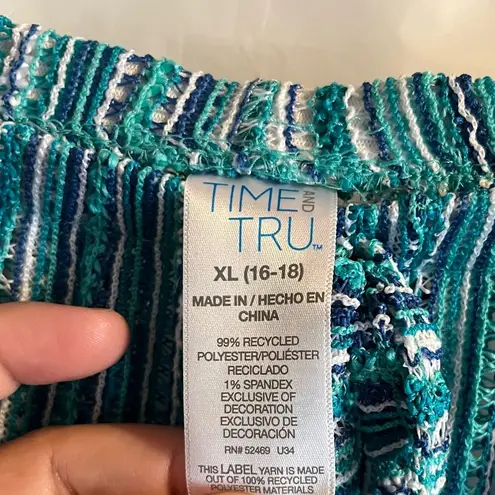 TIME AND
TRU™
XL (16-18)
MADE IN / HECHO EN
CHINA
99% RECYCLED
POLYESTER/POLIÉSTER
RECICLADO
1% SPANDEX
EXCLUSIVE OF
DECORATION
EXCLUSIVO DE
DECORACIÓN
RN# 52469 U34
THIS LABEL YARN IS MADE
OUT OF 100% RECYCLED
POLYESTER MATERIALS